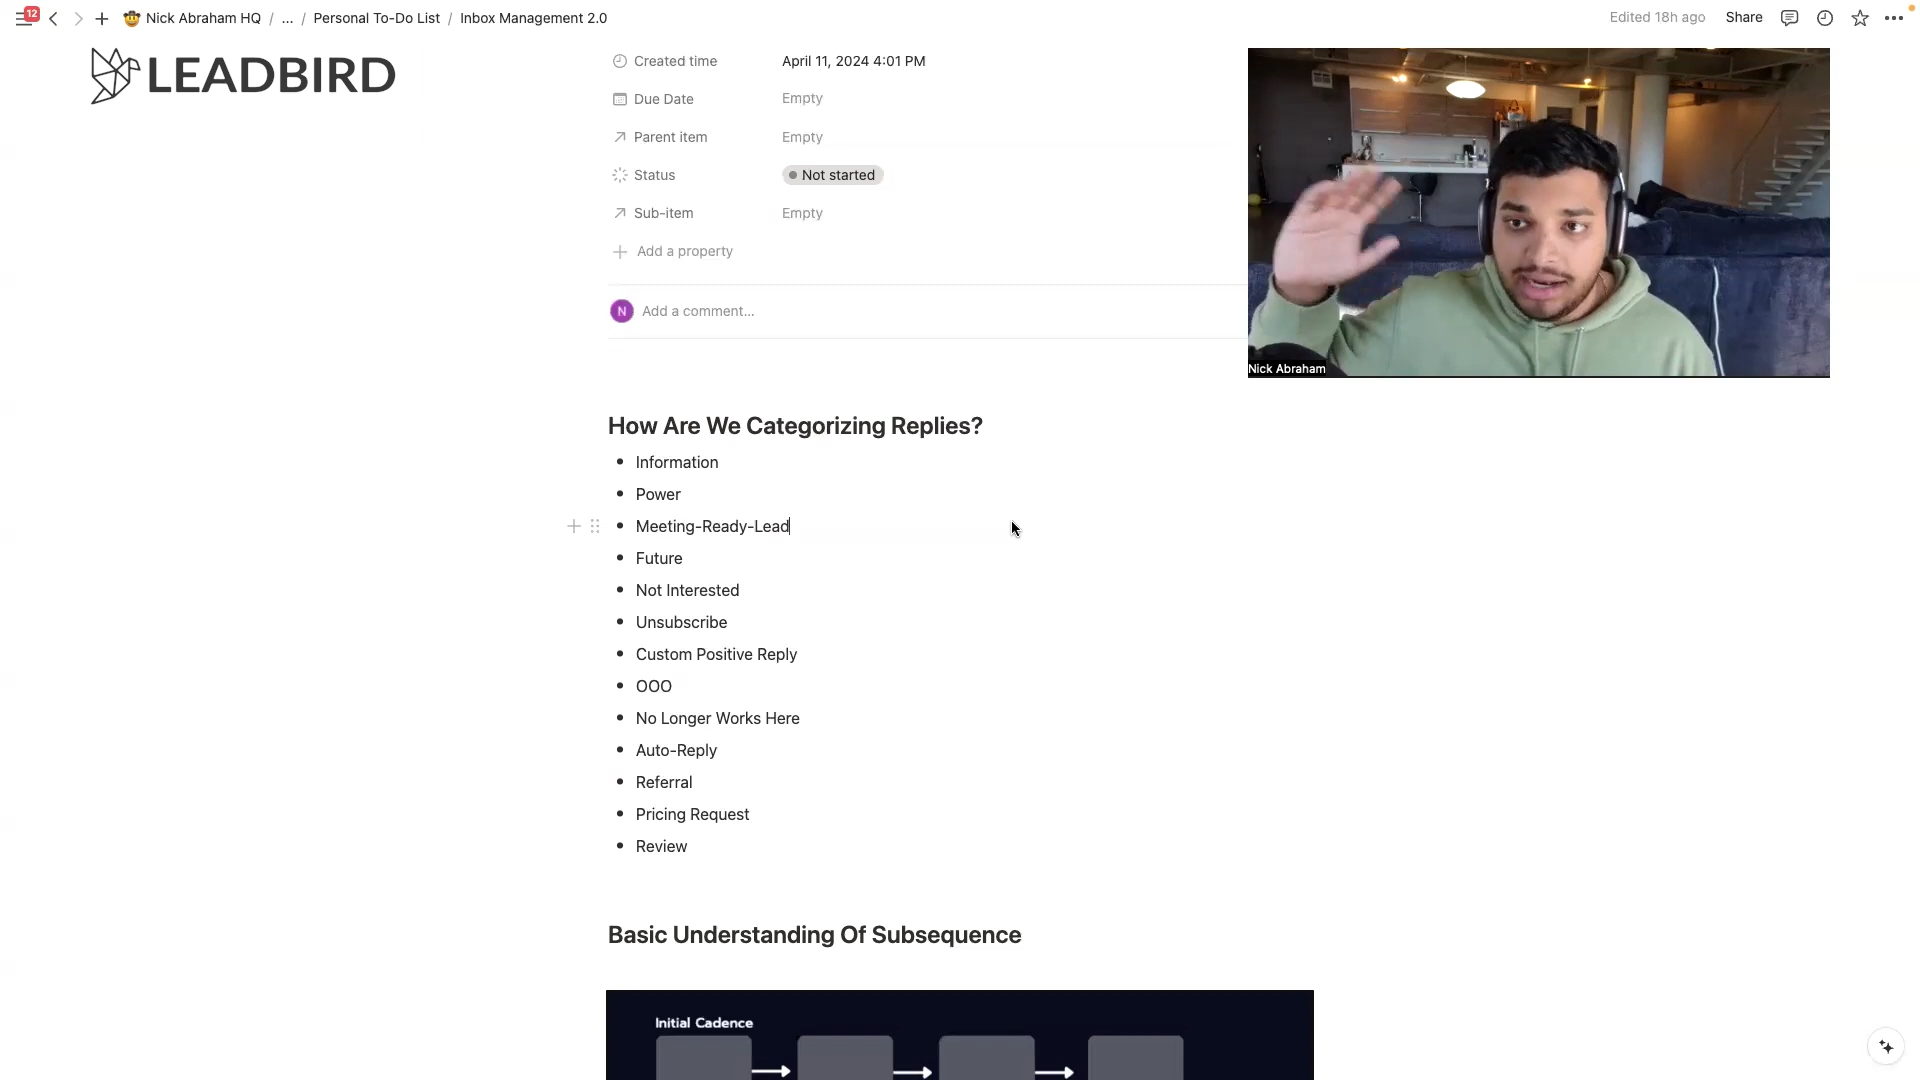 12
Nick Abraham HQ / ... / Personal To-Do List / Inbox Management 2.0
Edited 18h ago
Share
LEADBIRD
Created time April 11, 2024 4:01 PM
Due Date Empty
Parent item Empty
Status Not started
Sub-item Empty
Add a property
N Add a comment...
Nick Abraham
How Are We Categorizing Replies?
• Information
• Power
• Meeting-Ready-Lead
• Future
• Not Interested
• Unsubscribe
• Custom Positive Reply
• OOO
• No Longer Works Here
• Auto-Reply
• Referral
• Pricing Request
• Review
Basic Understanding Of Subsequence
Initial Cadence